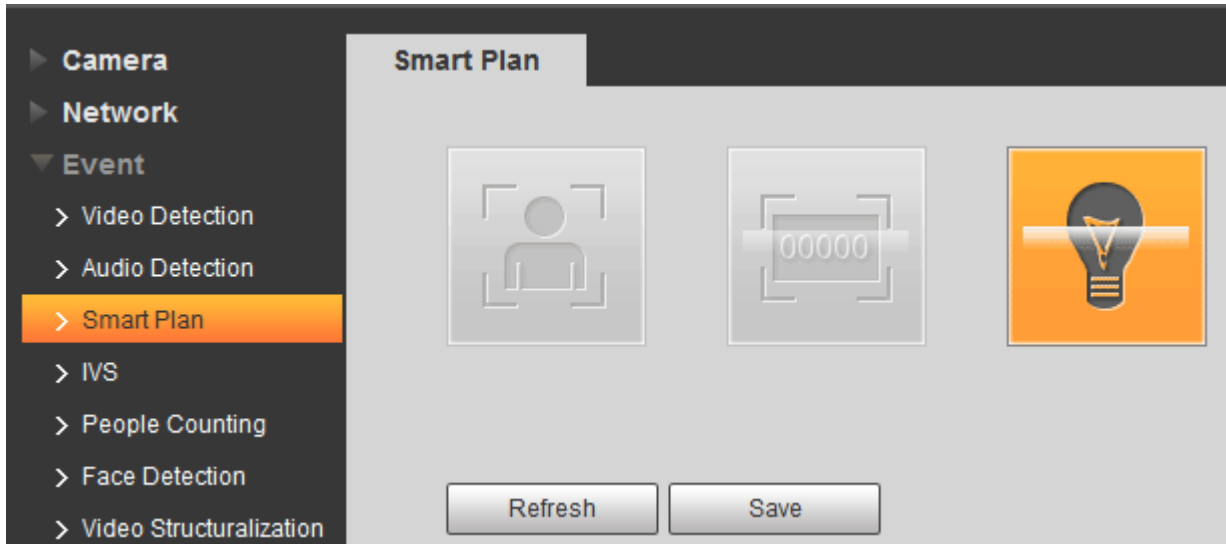 Camera
Network
Event
Video Detection
Audio Detection
Smart Plan
IVS
People Counting
Face Detection
Video Structuralization
Smart Plan
00000
Refresh
Save